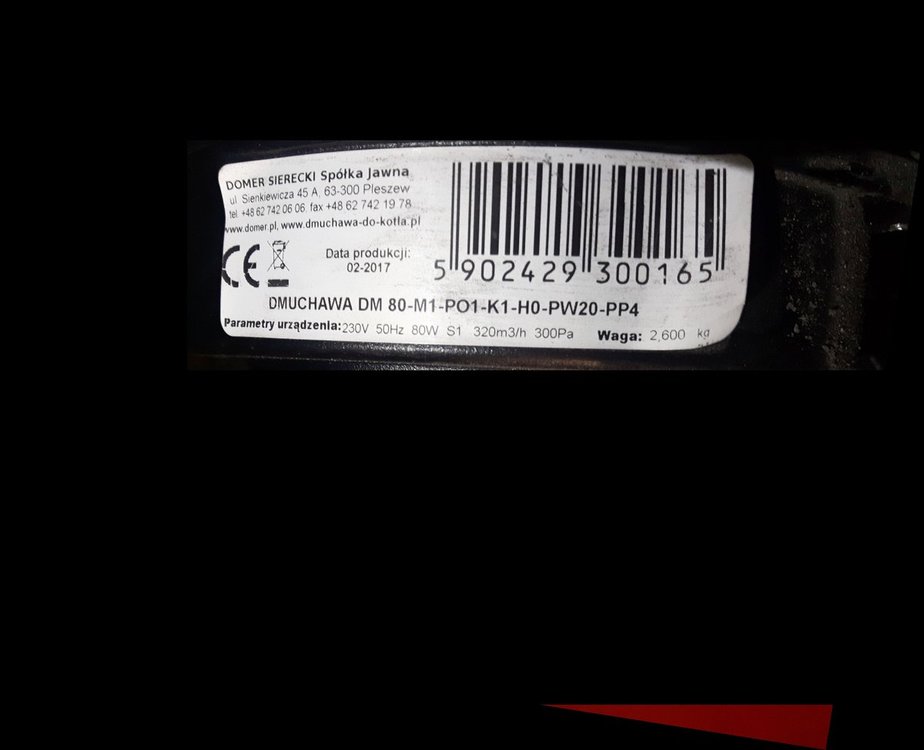 DOMER SIERECKI Spółka Jawna
ul. Sienkiewicza 45 A, 63-300 Pleszew
tel. +48 62 742 06 06, fax +48 62 742 19 78
www.domer.pl, www.dmuchawa-do-kotla.pl
CE
Data produkcji:
02-2017
5 902429 300165
DMUCHAWA DM 80-M1-PO1-K1-H0-PW20-PP4
Parametry urządzenia: 230V 50Hz 80W S1 320m3/h 300Pa
Waga: 2,600 kg